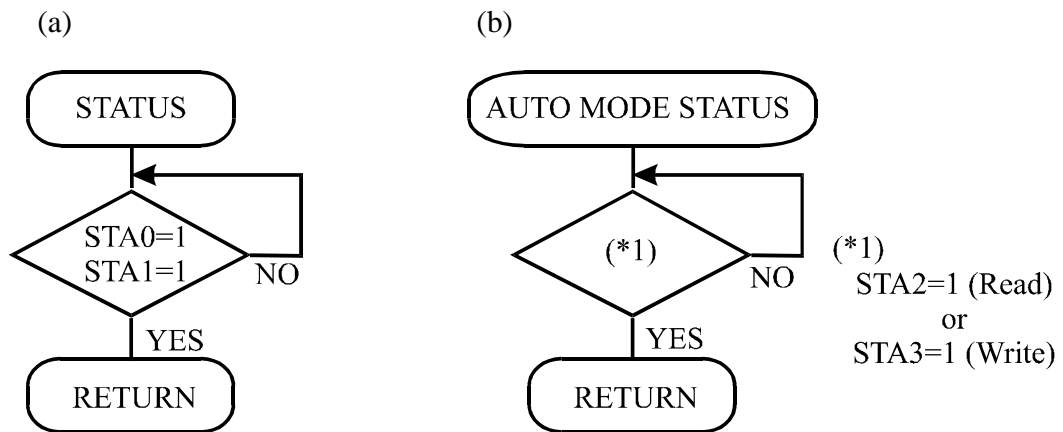 (a)
STATUS
STA0=1
STA1=1
NO
YES
RETURN
(b)
AUTO MODE STATUS
(*1)
NO
YES
RETURN
(*1)
STA2=1 (Read)
or
STA3=1 (Write)